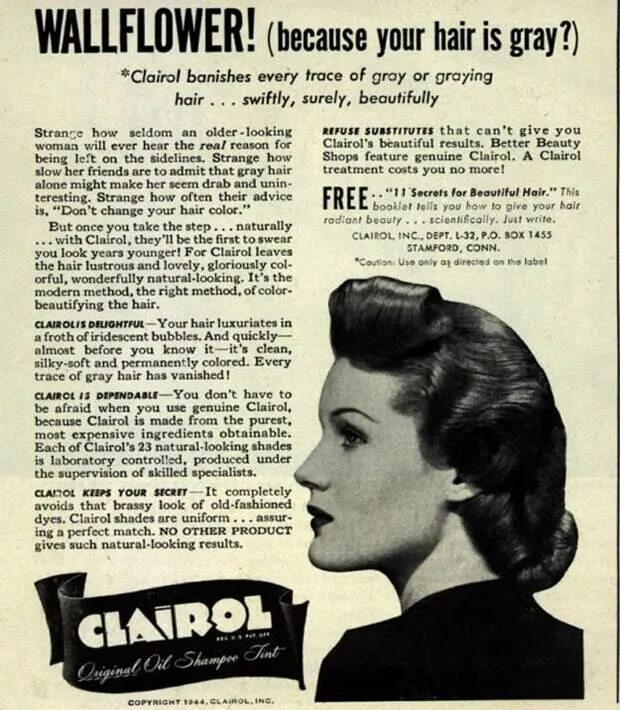 WALLFLOWER! (because your hair is gray?)
*Clairol banishes every trace of gray or graying
hair . . . swiftly, surely, beautifully
Strange how seldom an older-looking
woman will ever hear the real reason for
being left on the sidelines. Strange how
slow her friends are to admit that gray hair
alone might make her seem drab and unin-
teresting. Strange how often their advice
is, "Don't change your hair color."
But once you take the step . . . naturally
. . . with Clairol, they'll be the first to swear
you look years younger! For Clairol leaves
the hair lustrous and lovely, gloriously col-
orful, wonderfully natural-looking. It's the
modern method, the right method, of color-
beautifying the hair.
CLAIROL IS DELIGHTFUL—Your hair luxuriates in
a froth of iridescent bubbles. And quickly—
almost before you know it—it's clean,
silky-soft and permanently colored. Every
trace of gray hair has vanished!
CLAIROL IS DEPENDABLE—You don't have to
be afraid when you use genuine Clairol,
because Clairol is made from the purest,
most expensive ingredients obtainable.
Each of Clairol's 23 natural-looking shades
is laboratory controlled, produced under
the supervision of skilled specialists.
CLAIROL KEEPS YOUR SECRET—It completely
avoids that brassy look of old-fashioned
dyes. Clairol shades are uniform . . . assur-
ing a perfect match. NO OTHER PRODUCT
gives such natural-looking results.
REFUSE SUBSTITUTES that can't give you
Clairol's beautiful results. Better Beauty
Shops feature genuine Clairol. A Clairol
treatment costs you no more!
FREE . . "11 Secrets for Beautiful Hair." This
booklet tells you how to give your hair
radiant beauty . . . scientifically. Just write.
CLAIROL, INC., DEPT. L-32, P.O. BOX 1455
STAMFORD, CONN.
*Caution: Use only as directed on the label
CLAIROL
REG. U.S. PAT. OFF.
Original Oil Shampoo Tint
COPYRIGHT 1944, CLAIROL, INC.